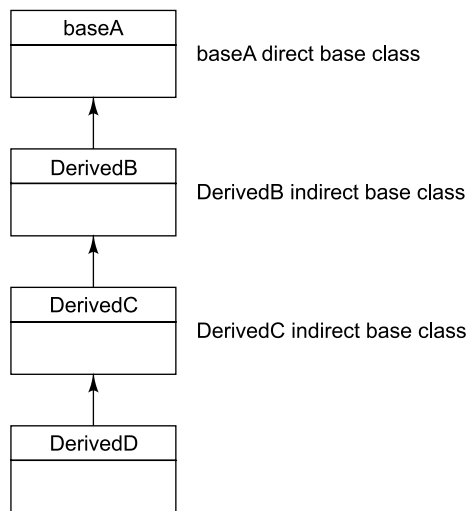 baseA
baseA direct base class
DerivedB
DerivedB indirect base class
DerivedC
DerivedC indirect base class
DerivedD